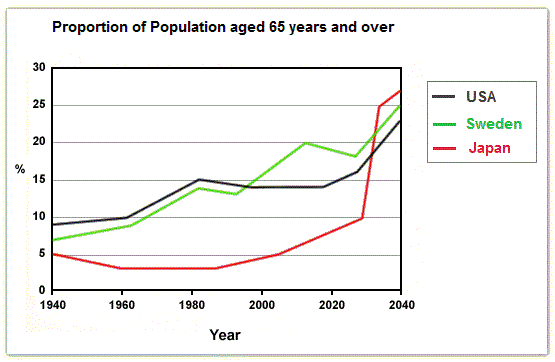 Proportion of Population aged 65 years and over
30
25
20
15
10
5
0
%
1940 1960 1980 2000 2020 2040
Year
USA
Sweden
Japan